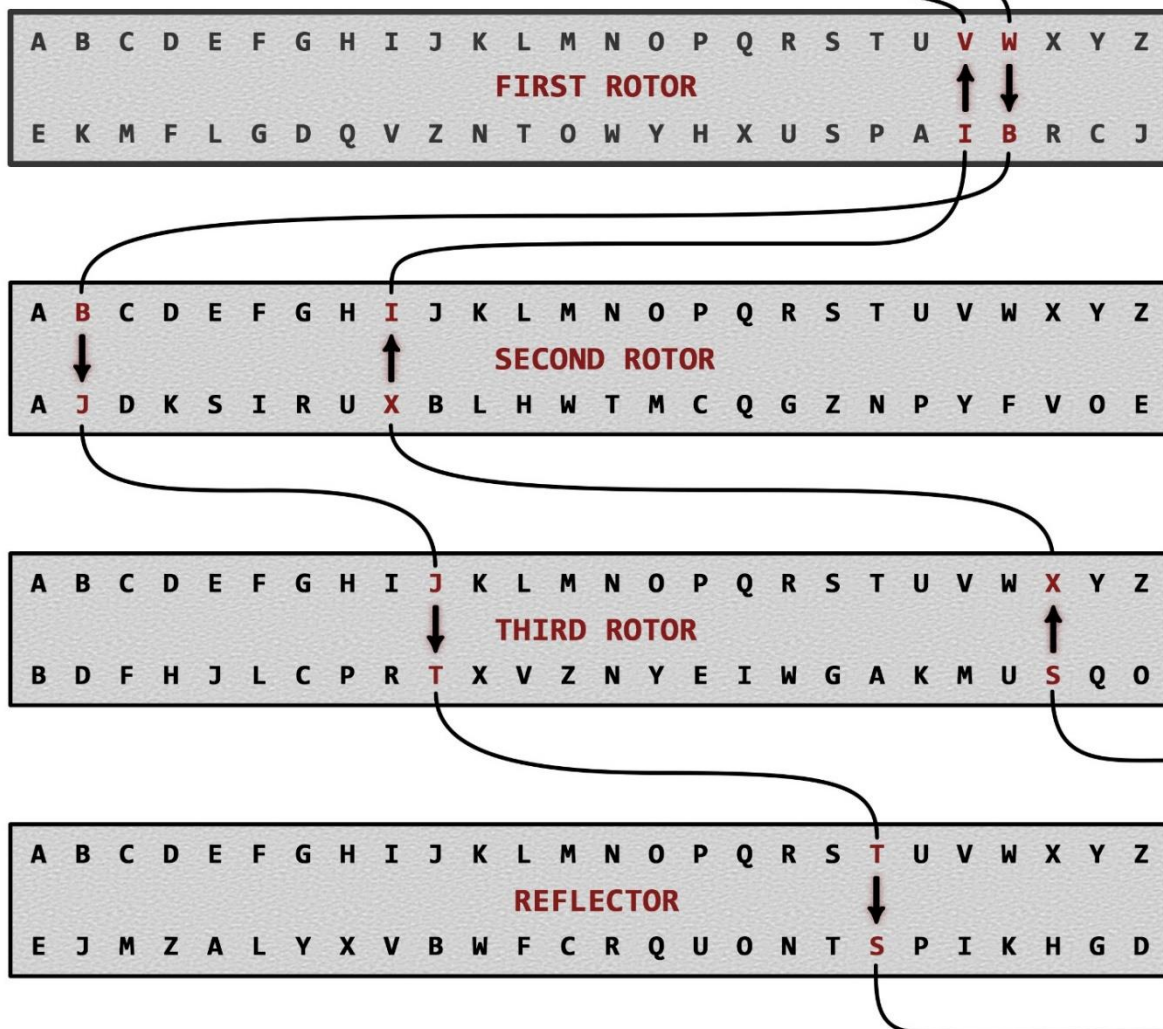 A B C D E F G H I J K L M N O P Q R S T U V W X Y Z
FIRST ROTOR
E K M F L G D Q V Z N T O W Y H X U S P A I B R C J
A B C D E F G H I J K L M N O P Q R S T U V W X Y Z
SECOND ROTOR
A J D K S I R U X B L H W T M C Q G Z N P Y F V O E
A B C D E F G H I J K L M N O P Q R S T U V W X Y Z
THIRD ROTOR
B D F H J L C P R T X V Z N Y E I W G A K M U S Q O
A B C D E F G H I J K L M N O P Q R S T U V W X Y Z
REFLECTOR
E J M Z A L Y X V B W F C R Q U O N T S P I K H G D